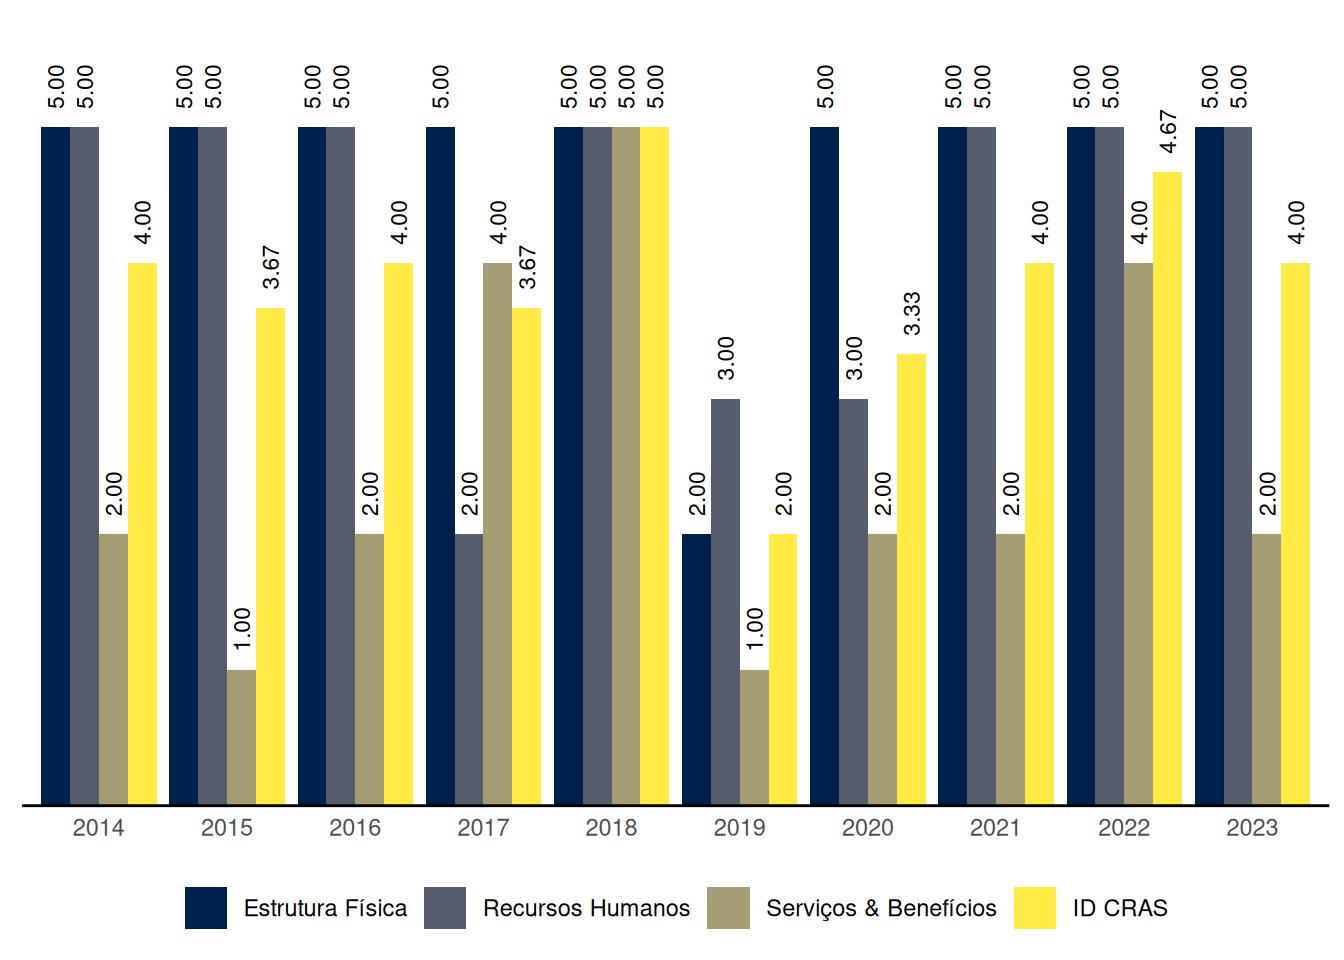 5.00 5.00 2.00 4.00
5.00 5.00 1.00 3.67
5.00 5.00 2.00 4.00
5.00 2.00 4.00 3.67
5.00 5.00 5.00 5.00
2.00 3.00 1.00 2.00
5.00 3.00 2.00 3.33
5.00 5.00 2.00 4.00
5.00 5.00 4.00 4.67
5.00 5.00 2.00 4.00
2014 2015 2016 2017 2018 2019 2020 2021 2022 2023
Estrutura Física Recursos Humanos Serviços & Benefícios ID CRAS